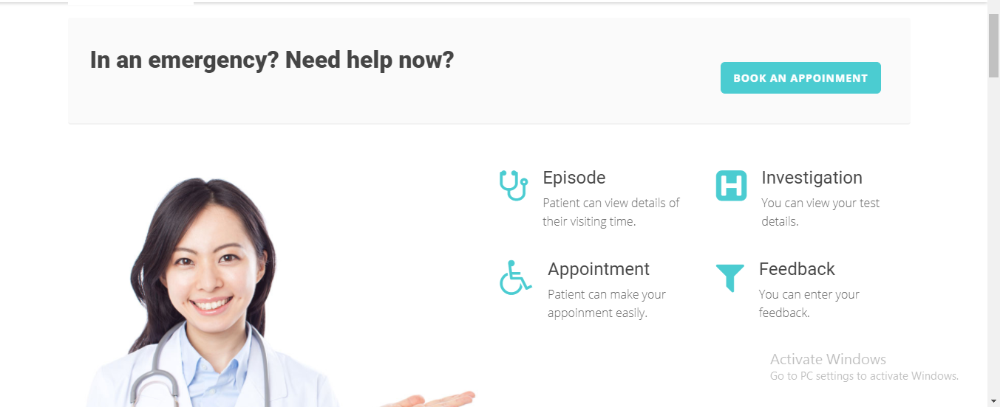 In an emergency? Need help now?
BOOK AN APPOINMENT
Episode
Patient can view details of
their visiting time.
H
Investigation
You can view your test
details.
Appointment
Patient can make your
appoinment easily.
Feedback
You can enter your
feedback.
Activate Windows
Go to PC settings to activate Windows.